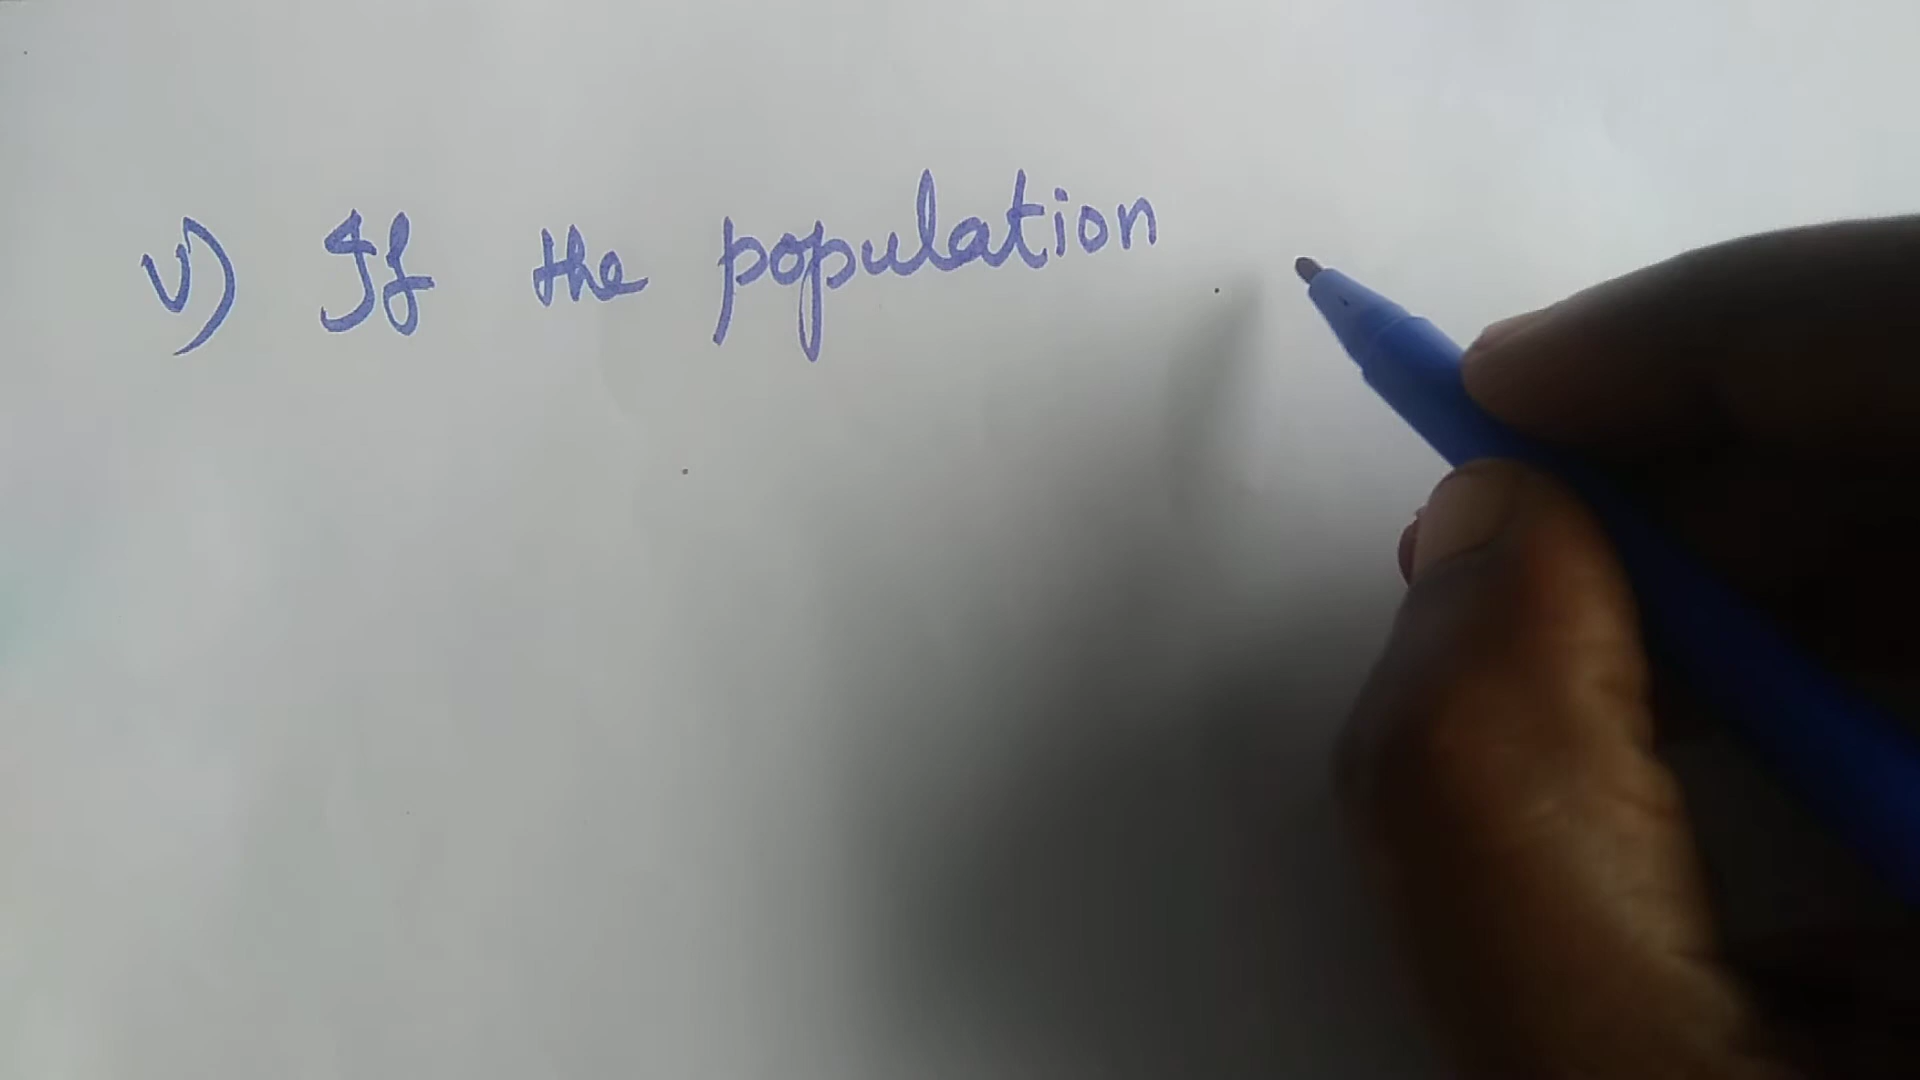 v) If the population